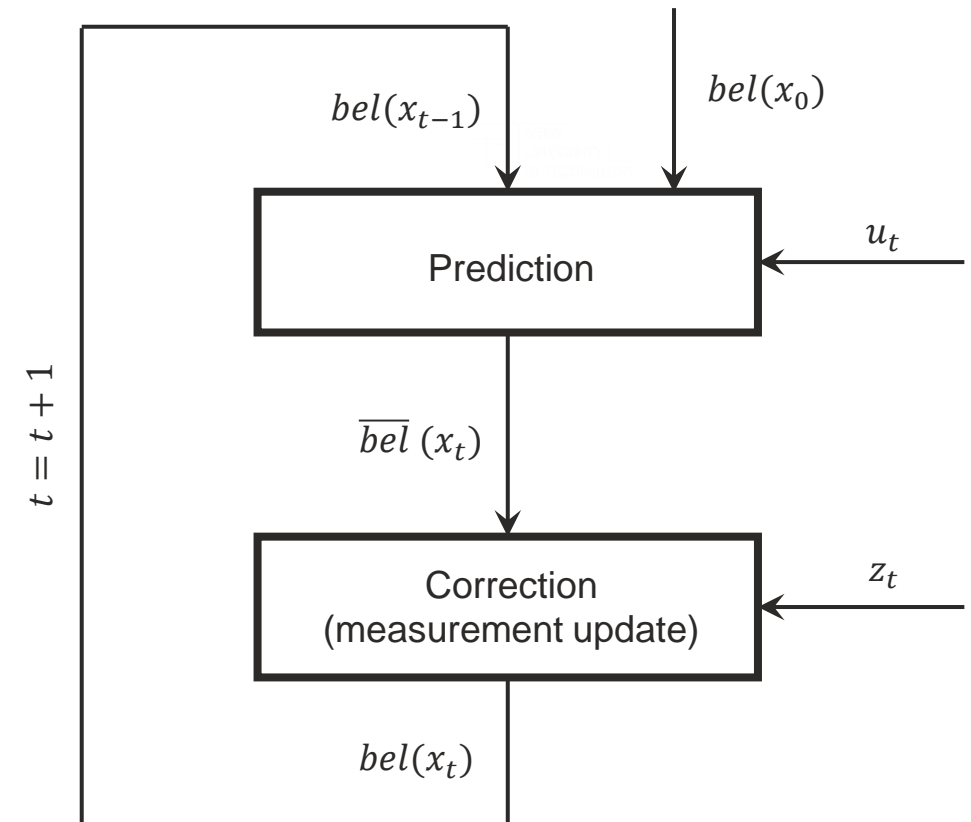 bel(x_{t−1})
bel(x_0)
u_t
Prediction
t = t + 1
\overline{bel} (x_t)
z_t
Correction
(measurement update)
bel(x_t)